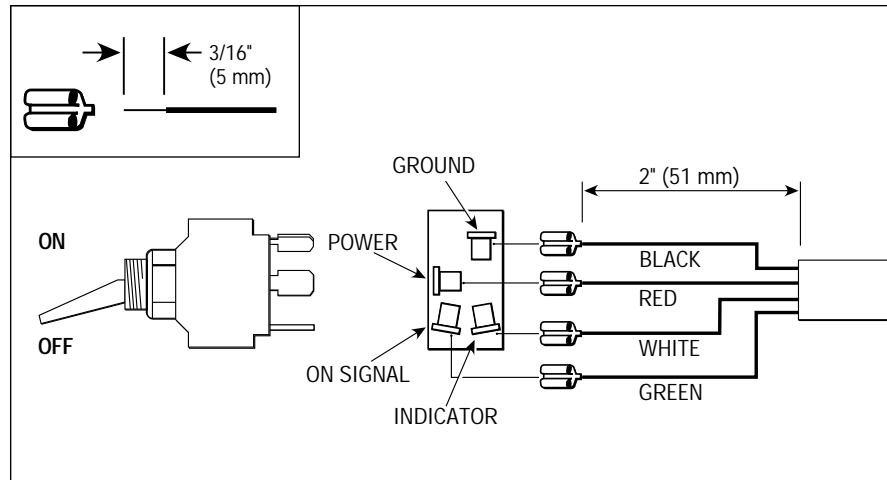 3/16"
(5 mm)
GROUND
2" (51 mm)
ON
POWER
BLACK
RED
OFF
WHITE
ON SIGNAL
GREEN
INDICATOR